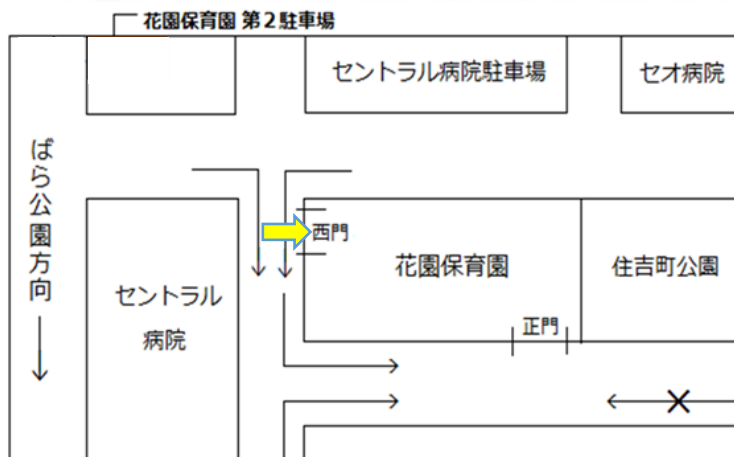 花園保育園 第2駐車場
セントラル病院駐車場
セオ病院
ばら公園方向
西門
花園保育園
住吉町公園
セントラル
病院
正門